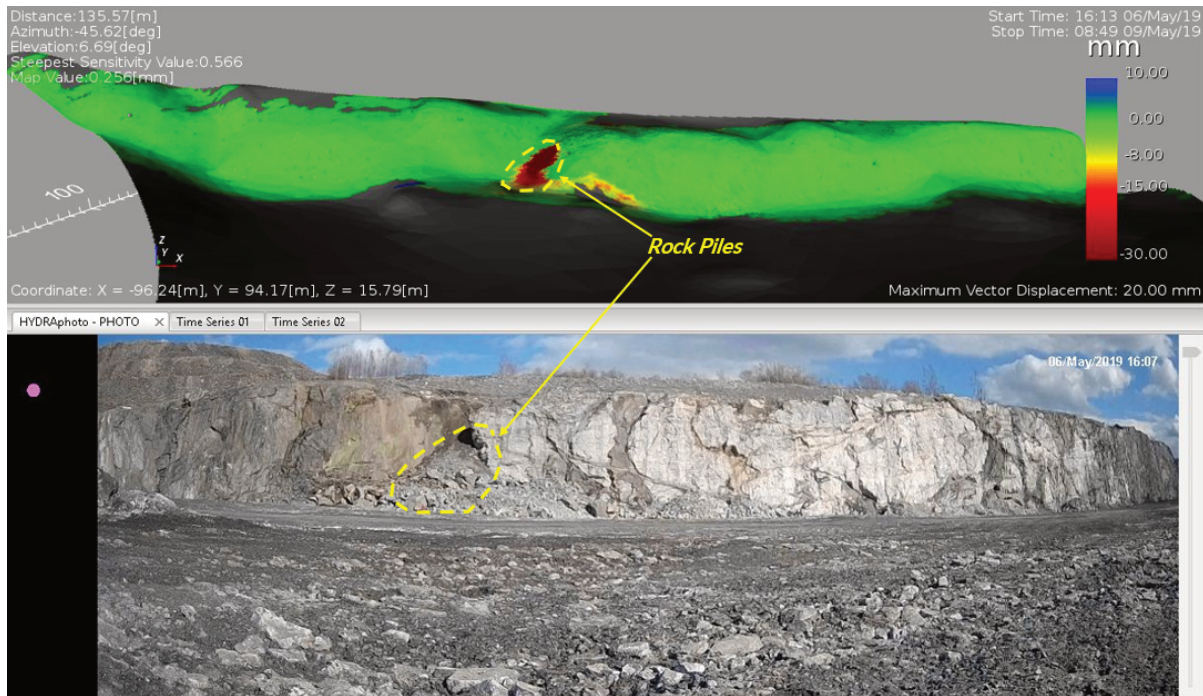 Distance:135.57[m]
Azimuth:-45.62[deg]
Elevation:6.69[deg]
Steepest Sensitivity Value:0.566
Map Value:0.256[mm]
Start Time: 16:13 06/May/19
Stop Time: 08:49 09/May/19
mm
10.00
0.00
-8.00
-15.00
-30.00
100
Z
Y
X
Rock Piles
Coordinate: X = -96.24[m], Y = 94.17[m], Z = 15.79[m]
Maximum Vector Displacement: 20.00 mm
HYDRAphoto - PHOTO X Time Series 01 Time Series 02
06/May/2019 16:07